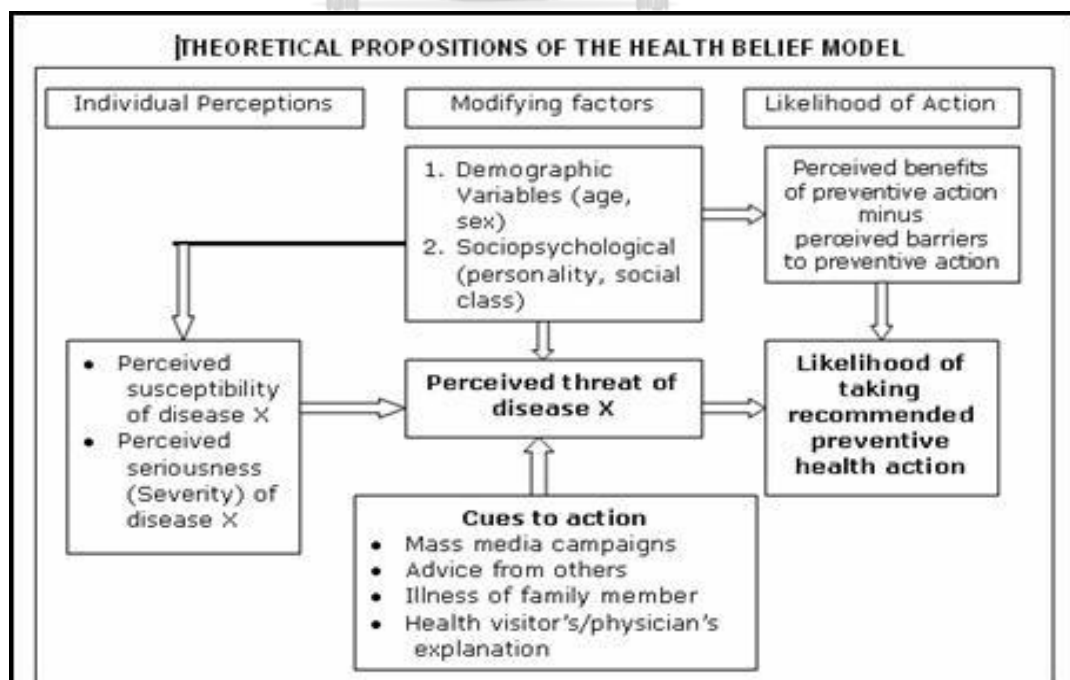 THEORETICAL PROPOSITIONS OF THE HEALTH BELIEF MODEL
Individual Perceptions
Modifying factors
Likelihood of Action
1. Demographic
Variables (age,
sex)
2. Sociopsychological
(personality, social
class)
Perceived benefits
of preventive action
minus
perceived barriers
to preventive action
• Perceived
susceptibility
of disease X
• Perceived
seriousness
(Severity) of
disease X
Perceived threat of
disease X
Likelihood of
taking
recommended
preventive
health action
Cues to action
• Mass media campaigns
• Advice from others
• Illness of family member
• Health visitor's/physician's
explanation